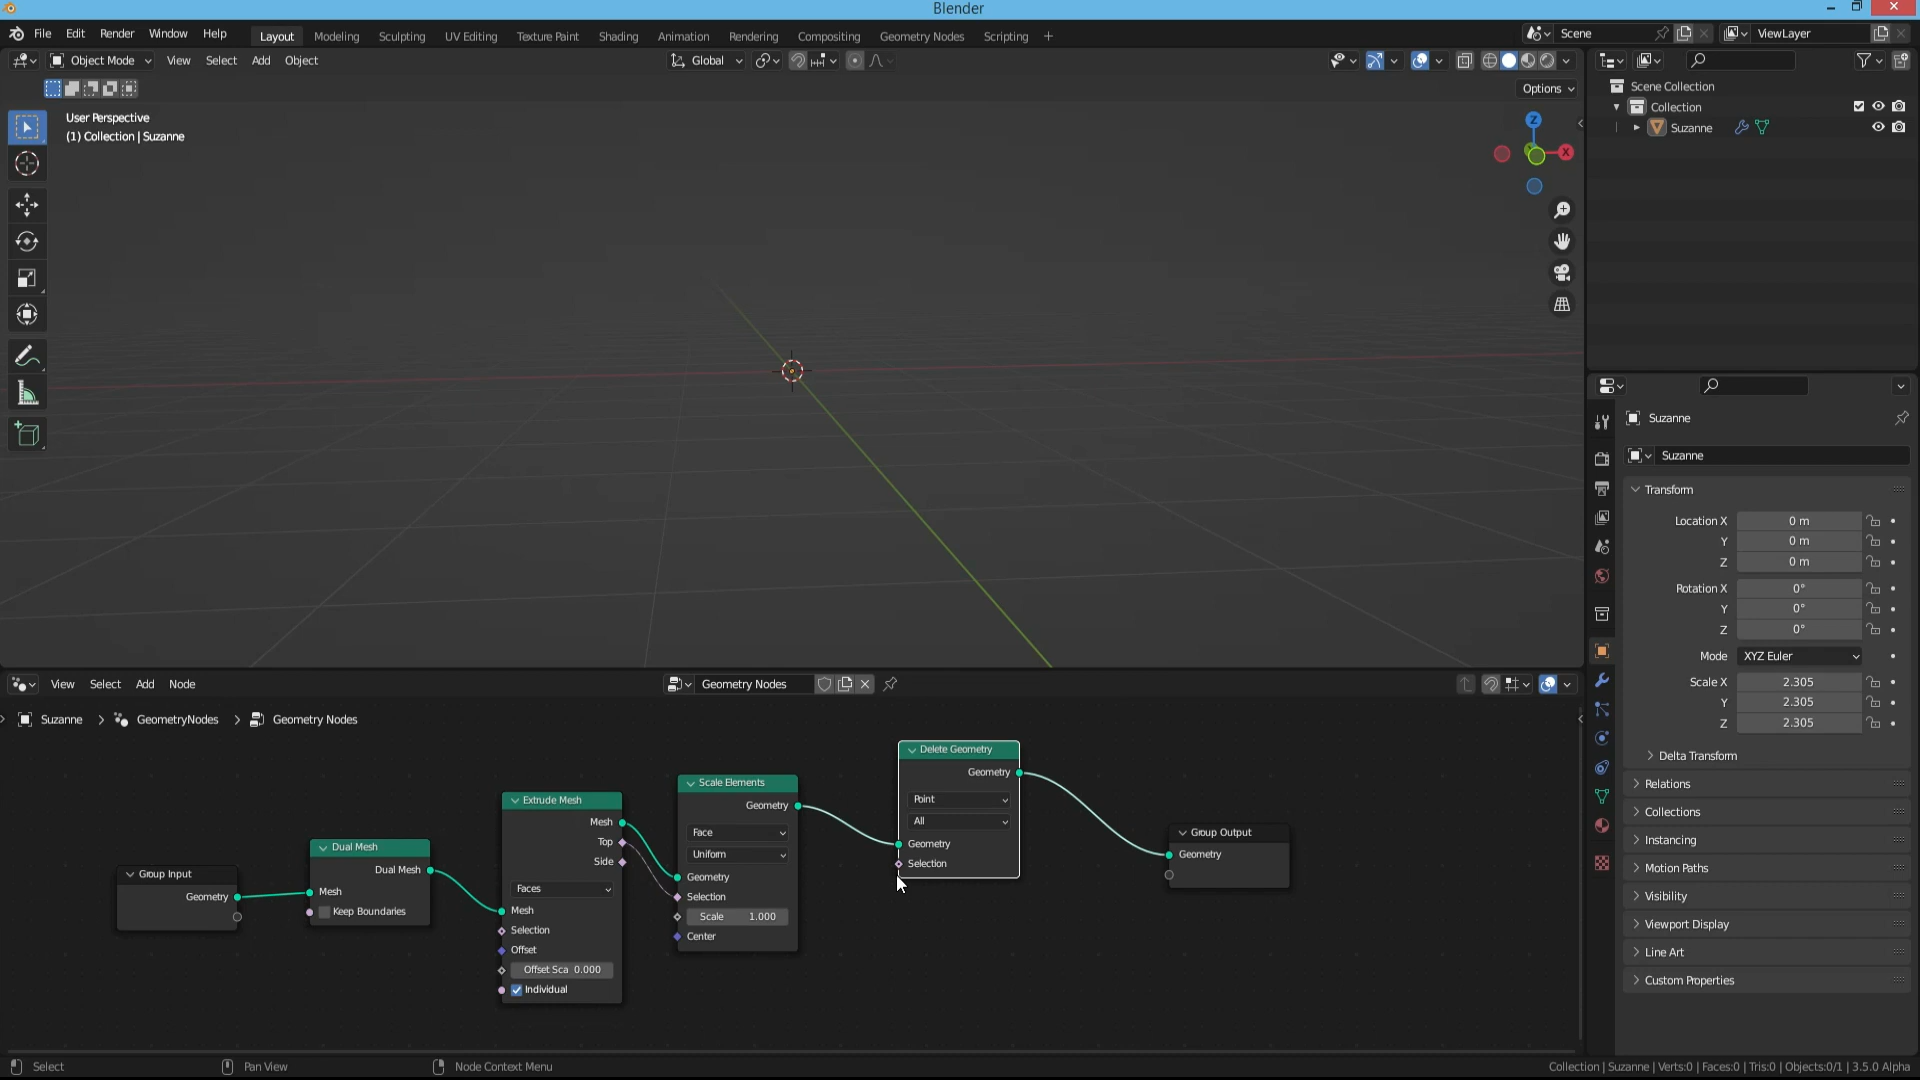 Blender
File Edit Render Window Help
Layout Modeling Sculpting UV Editing Texture Paint Shading Animation Rendering Compositing Geometry Nodes Scripting +
Scene
ViewLayer
Object Mode View Select Add Object
Global
Options
User Perspective
(1) Collection | Suzanne
Z
X
Scene Collection
Collection
Suzanne
Suzanne
Suzanne
Transform
Location X 0 m
Y 0 m
Z 0 m
Rotation X 0°
Y 0°
Z 0°
Mode XYZ Euler
Scale X 2.305
Y 2.305
Z 2.305
Delta Transform
Relations
Collections
Instancing
Motion Paths
Visibility
Viewport Display
Line Art
Custom Properties
View Select Add Node
Geometry Nodes
Suzanne > GeometryNodes > Geometry Nodes
Group Input
Geometry
Dual Mesh
Dual Mesh
Mesh
Keep Boundaries
Extrude Mesh
Mesh
Top
Side
Faces
Mesh
Selection
Offset
Offset Sca 0.000
Individual
Scale Elements
Geometry
Face
Uniform
Geometry
Selection
Scale 1.000
Center
Delete Geometry
Geometry
Point
All
Geometry
Selection
Group Output
Geometry
Select
Pan View
Node Context Menu
Collection | Suzanne | Verts:0 | Faces:0 | Tris:0 | Objects:0/1 | 3.5.0 Alpha